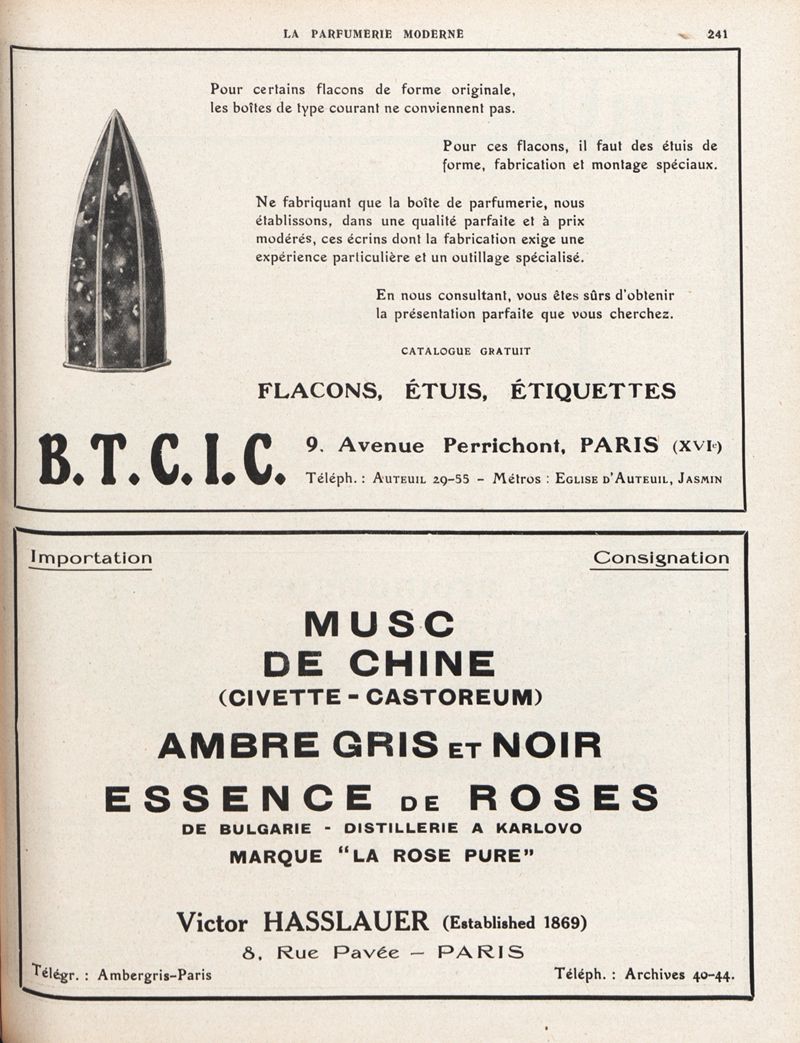 LA PARFUMERIE MODERNE 241
Pour certains flacons de forme originale,
les boîtes de type courant ne conviennent pas.
Pour ces flacons, il faut des étuis de
forme, fabrication et montage spéciaux.
Ne fabriquant que la boîte de parfumerie, nous
établissons, dans une qualité parfaite et à prix
modérés, ces écrins dont la fabrication exige une
expérience particulière et un outillage spécialisé.
En nous consultant, vous êtes sûrs d'obtenir
la présentation parfaite que vous cherchez.
CATALOGUE GRATUIT
FLACONS, ÉTUIS, ÉTIQUETTES
B.T.C.I.C.
9. Avenue Perrichont, PARIS (XVIe)
Téléph. : AUTEUIL 29-55 - Métros : EGLISE D'AUTEUIL, JASMIN
Importation Consignation
MUSC
DE CHINE
(CIVETTE - CASTOREUM)
AMBRE GRIS ET NOIR
ESSENCE DE ROSES
DE BULGARIE - DISTILLERIE A KARLOVO
MARQUE "LA ROSE PURE"
Victor HASSLAUER (Established 1869)
8, Rue Pavée — PARIS
Télégr. : Ambergris-Paris Téléph. : Archives 40-44.